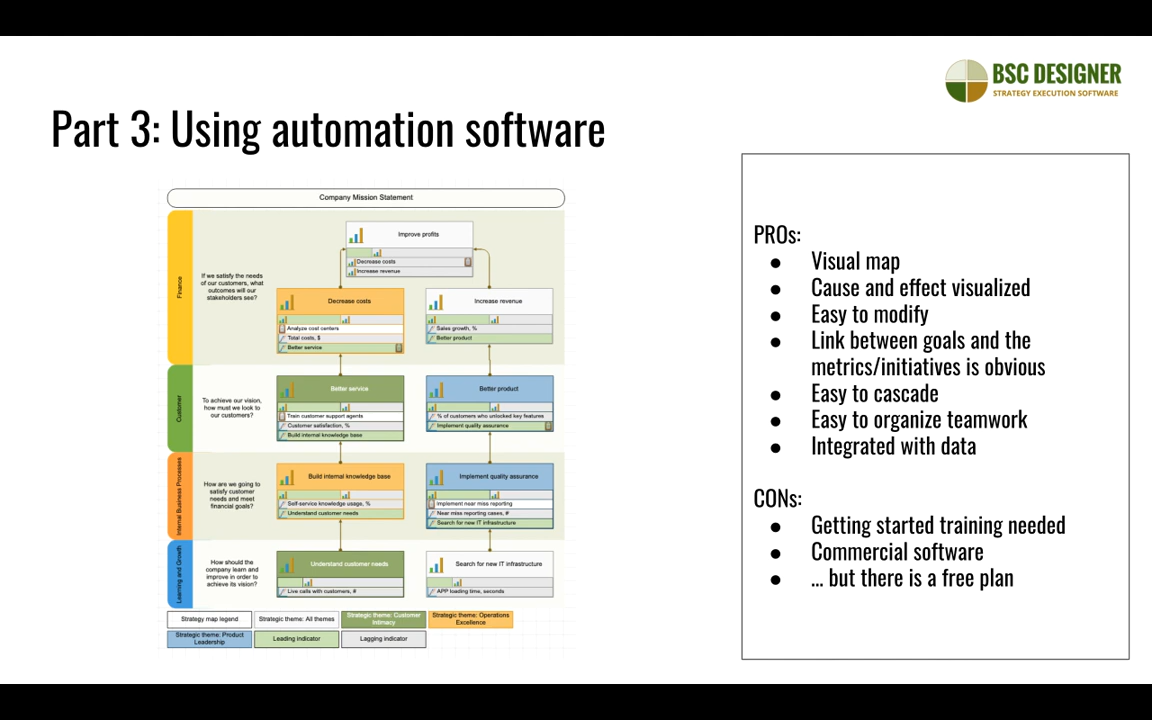 BSC DESIGNER
STRATEGY EXECUTION SOFTWARE
Part 3: Using automation software
Company Mission Statement
Finance
If we satisfy the needs
of our customers, what
outcomes will our
stakeholders see?
Improve profits
Decrease costs
Increase revenue
Decrease costs
Analyze cost centers
Total costs, $
Better service
Increase revenue
Sales growth, %
Better product
Customer
To achieve our vision,
how must we look to
our customers?
Better service
Train customer support agents
Customer satisfaction, %
Build internal knowledge base
Better product
% of customers who unlocked key features
Implement quality assurance
Internal Business Processes
How are we going to
satisfy customer
needs and meet
financial goals?
Build internal knowledge base
Self-service knowledge usage, %
Understand customer needs
Implement quality assurance
Implement near miss reporting
Near miss reporting cases, #
Search for new IT infrastructure
Learning and Growth
How should the
company learn and
improve in order to
achieve its vision?
Understand customer needs
Live calls with customers, #
Search for new IT infrastructure
APP loading time, seconds
Strategy map legend
Strategic theme: All themes
Strategic theme: Customer
Intimacy
Strategic theme: Operations
Excellence
Strategic theme: Product
Leadership
Leading indicator
Lagging indicator
PROs:
● Visual map
● Cause and effect visualized
● Easy to modify
● Link between goals and the
metrics/initiatives is obvious
● Easy to cascade
● Easy to organize teamwork
● Integrated with data
CONs:
● Getting started training needed
● Commercial software
● ... but there is a free plan